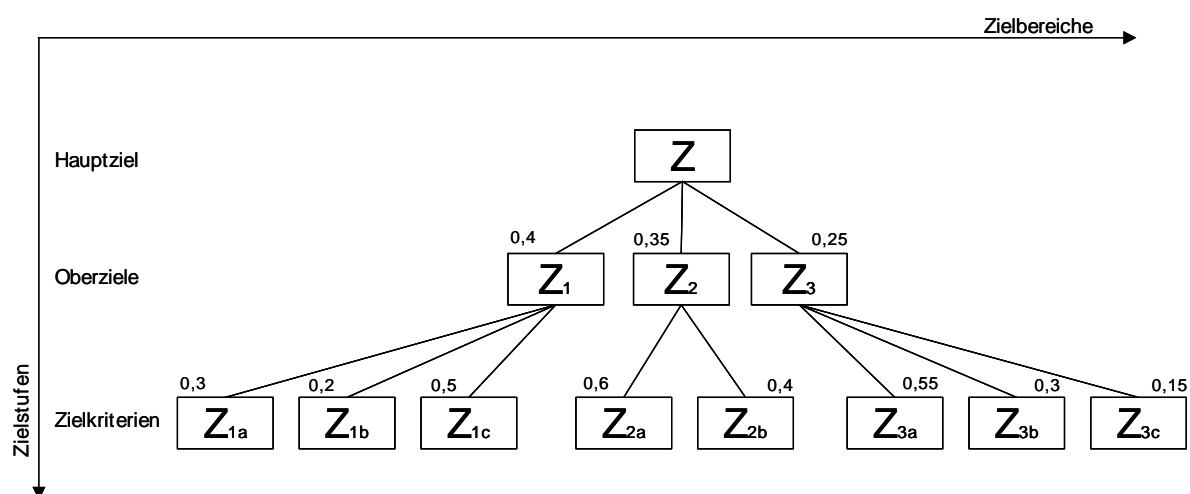 Zielbereiche
Hauptziel
Z
0,4 0,35 0,25
Oberziele
Z1 Z2 Z3
0,3 0,2 0,5 0,6 0,4 0,55 0,3 0,15
Zielkriterien
Z1a Z1b Z1c Z2a Z2b Z3a Z3b Z3c
Zielstufen